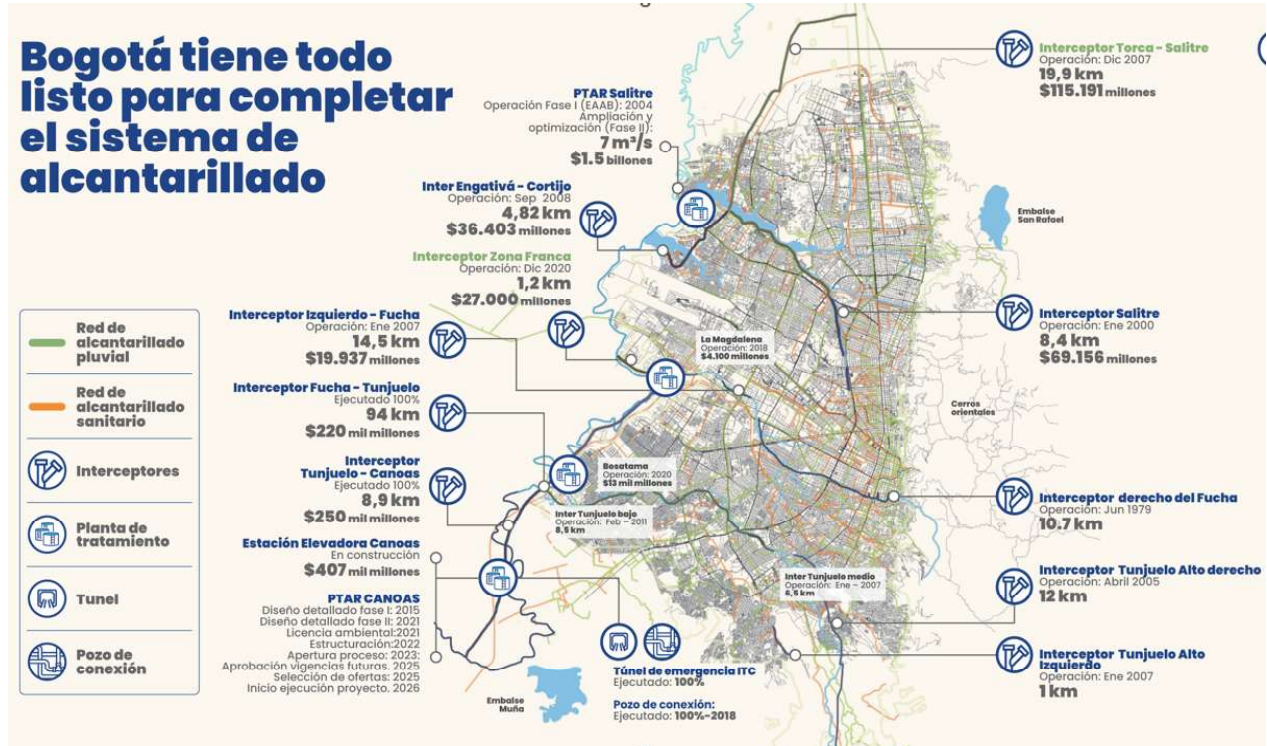 Bogotá tiene todo
listo para completar
el sistema de
alcantarillado
PTAR Salitre
Operación Fase I (EAAB): 2004
Ampliación y
optimización (Fase II):
7 m³/s
$1.5 billones
Inter Engativá - Cortijo
Operación: Sep 2008
4,82 km
$36.403 millones
Interceptor Zona Franca
Operación: Dic 2020
1,2 km
$27.000 millones
Interceptor Izquierdo - Fucha
Operación: Ene 2007
14,5 km
$19.937 millones
Interceptor Fucha - Tunjuelo
Ejecutado 100%
94 km
$220 mil millones
Interceptor
Tunjuelo - Canoas
Ejecutado 100%
8,9 km
$250 mil millones
Estación Elevadora Canoas
En construcción
$407 mil millones
PTAR CANOAS
Diseño detallado fase I: 2015
Diseño detallado fase II: 2021
Licencia ambiental:2021
Estructuración:2022
Apertura proceso: 2023:
Aprobación vigencias futuras. 2025
Selección de ofertas: 2025
Inicio ejecución proyecto. 2026
Red de
alcantarillado
pluvial
Red de
alcantarillado
sanitario
Interceptores
Planta de
tratamiento
Tunel
Pozo de
conexión
La Magdalena
Operación: 2018
$4.100 millones
Bosatama
Operación: 2020
$13 mil millones
Inter Tunjuelo bajo
Operación: Feb - 2011
8,5 km
Inter Tunjuelo medio
Operación: Ene - 2007
6,6 km
Embalse
Muña
Túnel de emergencia ITC
Ejecutado: 100%
Pozo de conexión:
Ejecutado: 100%-2018
Interceptor Torca - Salitre
Operación: Dic 2007
19,9 km
$115.191 millones
Embalse
San Rafael
Interceptor Salitre
Operación: Ene 2000
8,4 km
$69.156 millones
Cerros
orientales
Interceptor derecho del Fucha
Operación: Jun 1979
10.7 km
Interceptor Tunjuelo Alto derecho
Operación: Abril 2005
12 km
Interceptor Tunjuelo Alto
Izquierdo
Operación: Ene 2007
1 km